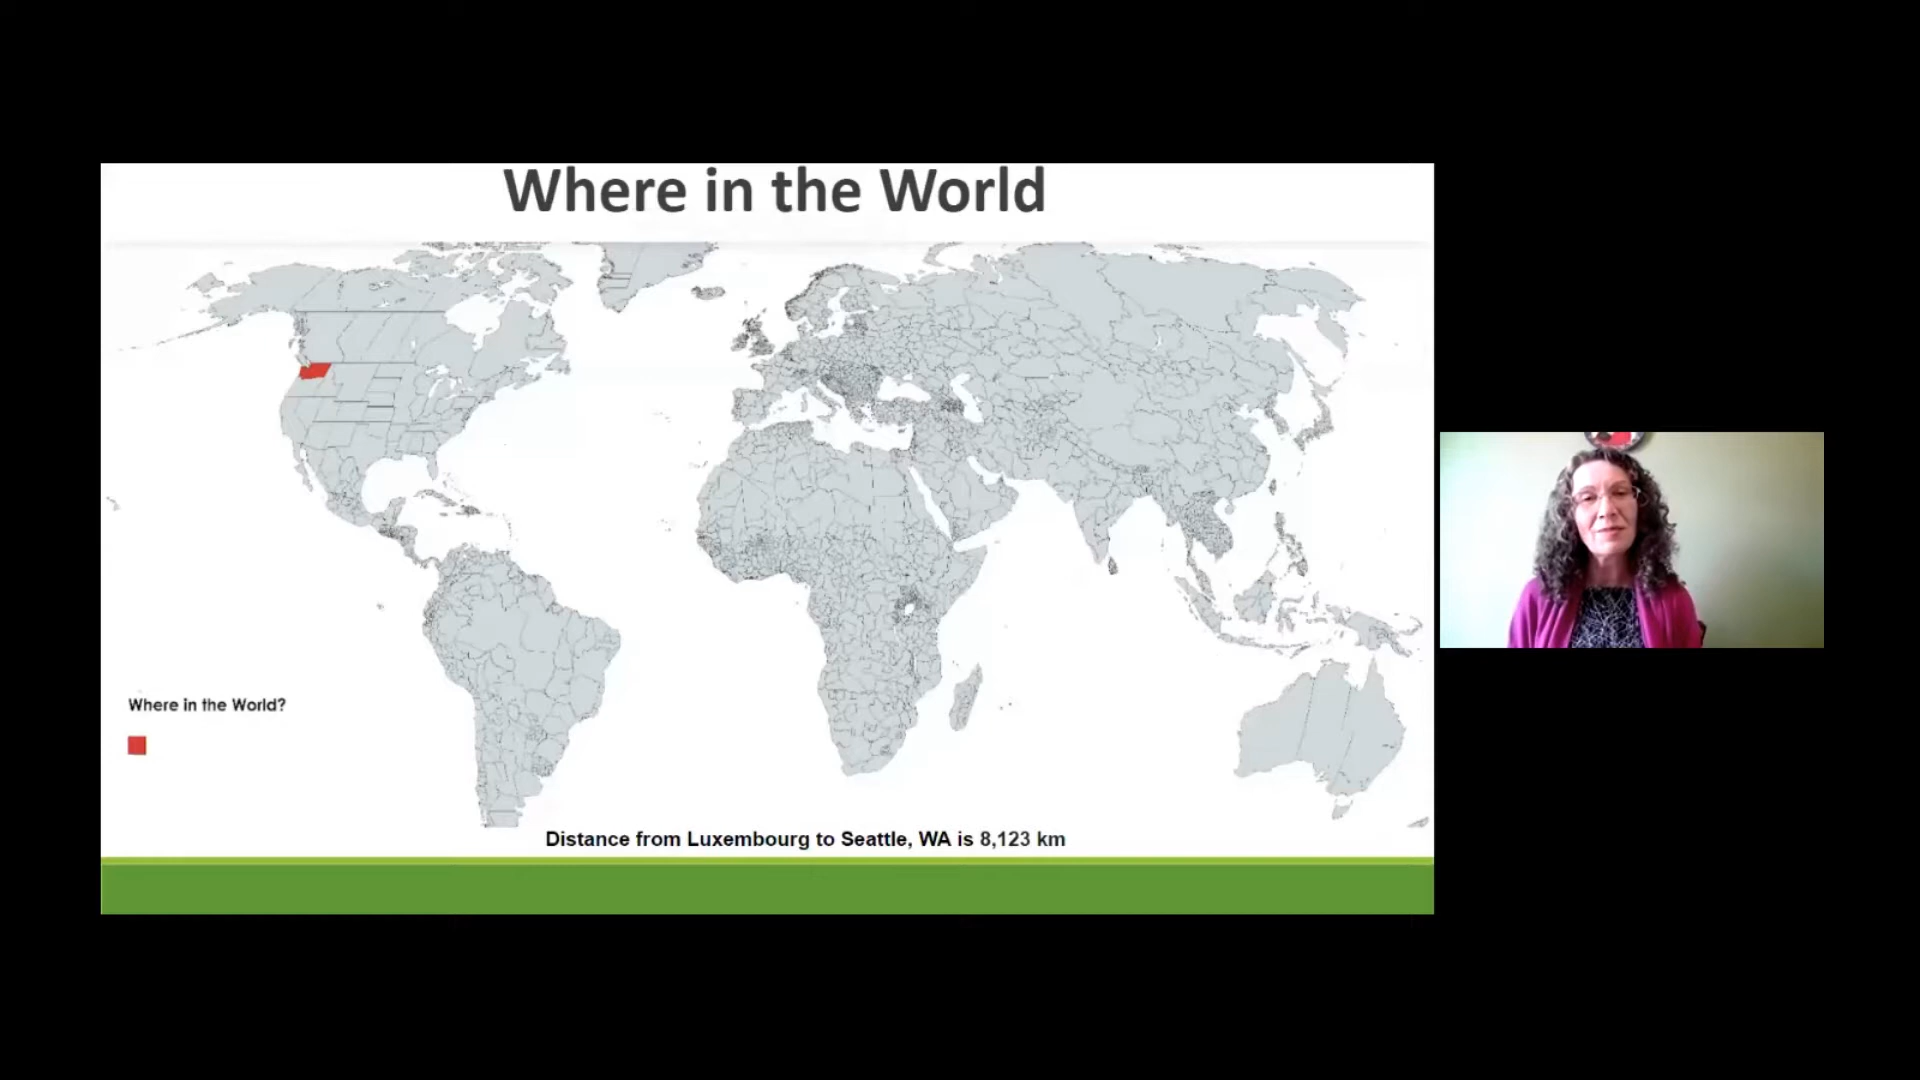 Where in the World
Where in the World?
Distance from Luxembourg to Seattle, WA is 8,123 km